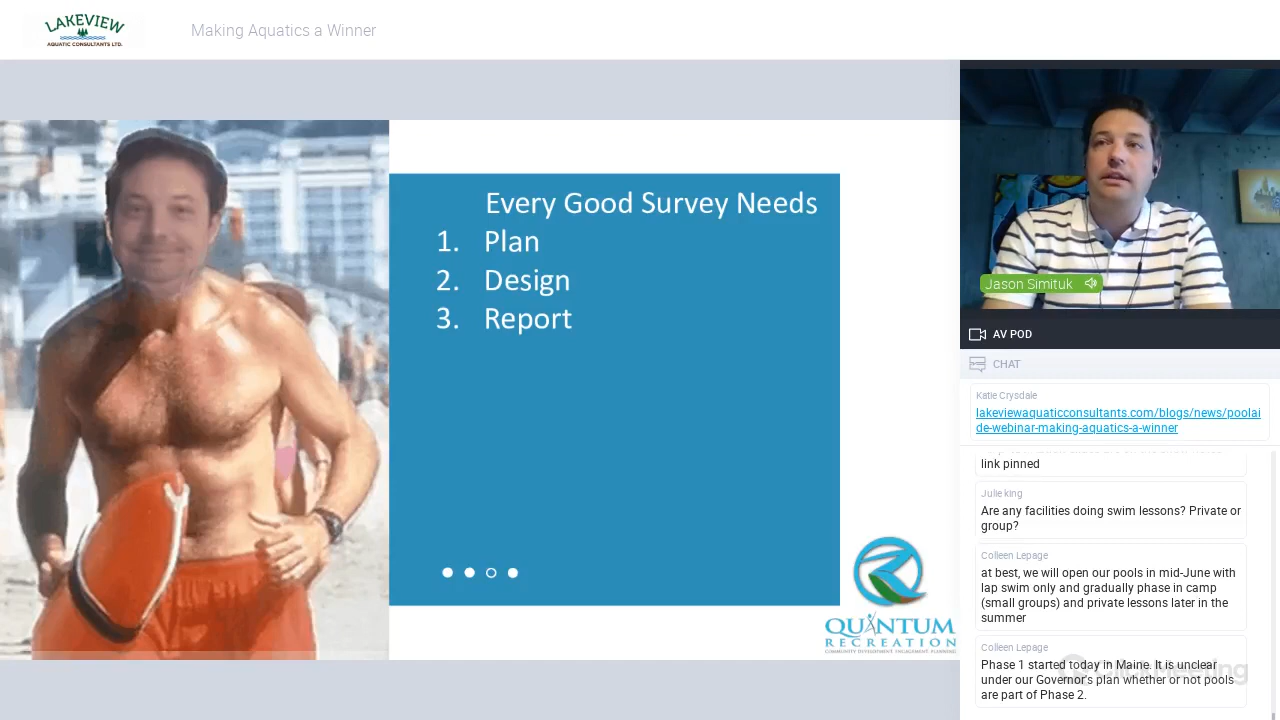 LAKEVIEW
AQUATIC CONSULTANTS LTD.
Making Aquatics a Winner
Every Good Survey Needs
1. Plan
2. Design
3. Report
QUANTUM
RECREATION
COMMUNITY DEVELOPMENT, ENGAGEMENT, PLANNING
Jason Simituk
AV POD
CHAT
Katie Crysdale
lakeviewaquaticconsultants.com/blogs/news/poolai
de-webinar-making-aquatics-a-winner
link pinned
Julie king
Are any facilities doing swim lessons? Private or
group?
Colleen Lepage
at best, we will open our pools in mid-June with
lap swim only and gradually phase in camp
(small groups) and private lessons later in the
summer
Colleen Lepage
Phase 1 started today in Maine. It is unclear
under our Governor's plan whether or not pools
are part of Phase 2.